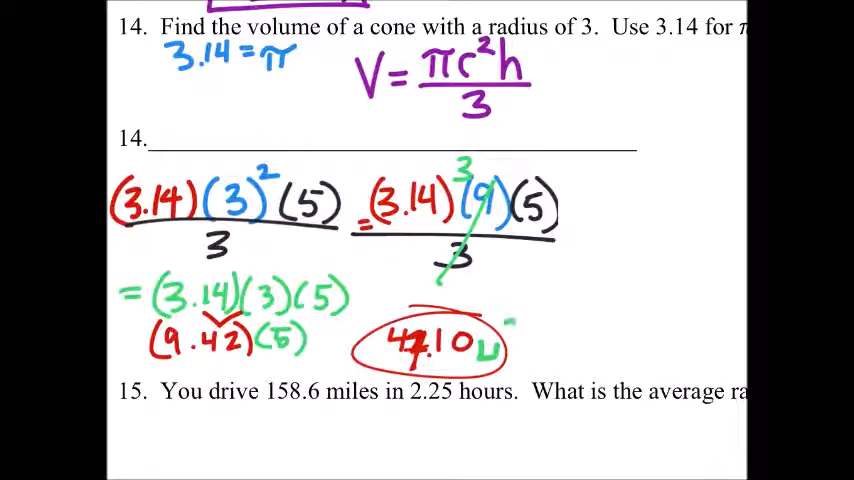 14. Find the volume of a cone with a radius of 3. Use 3.14 for π
3.14 = π
V = πr²h / 3
14.
(3.14)(3)²(5) / 3 = (3.14)(9)(5) / 3
3
= (3.14)(3)(5)
(9.42)(5)
47.10 u
15. You drive 158.6 miles in 2.25 hours. What is the average ra